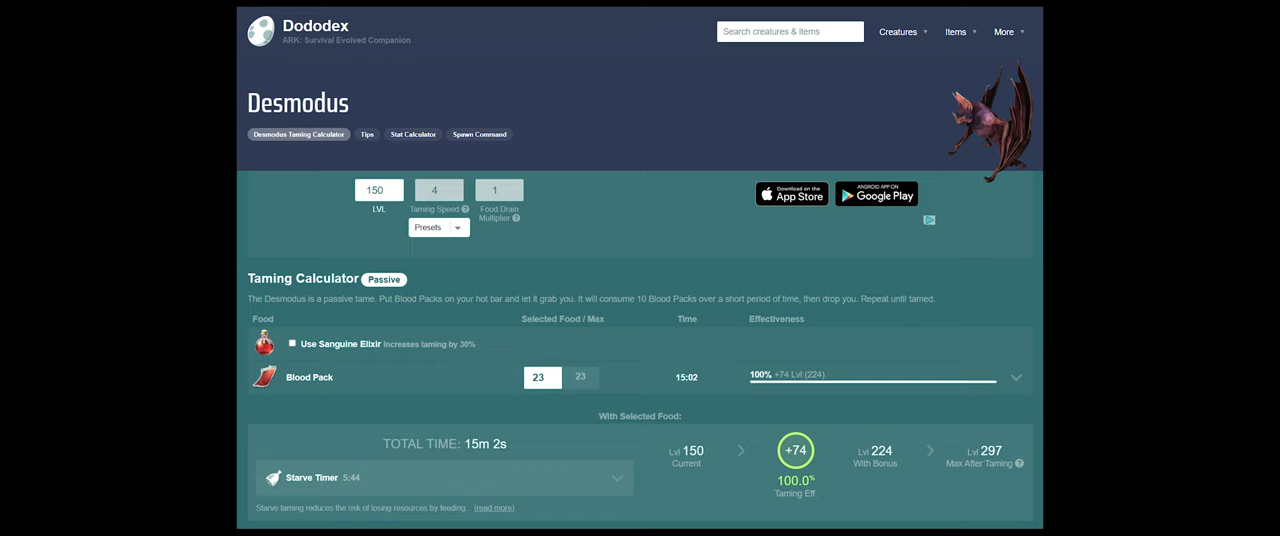 Dododex
ARK: Survival Evolved Companion
Search creatures & items
Creatures
Items
More
Desmodus
Desmodus Taming Calculator
Tips
Stat Calculator
Spawn Command
150
4
1
LVL
Taming Speed ?
Food Drain
Multiplier ?
Presets
Download on the
App Store
ANDROID APP ON
Google Play
Taming Calculator Passive
The Desmodus is a passive tame. Put Blood Packs on your hot bar and let it grab you. It will consume 10 Blood Packs over a short period of time, then drop you. Repeat until tamed.
Food
Selected Food / Max
Time
Effectiveness
Use Sanguine Elixir Increases taming by 30%
Blood Pack
23
23
15:02
100% +74 Lvl (224)
With Selected Food:
TOTAL TIME: 15m 2s
Starve Timer 5:44
Starve taming reduces the risk of losing resources by feeding... (read more)
Lvl 150
Current
+74
100.0%
Taming Eff.
Lvl 224
With Bonus
Lvl 297
Max After Taming ?